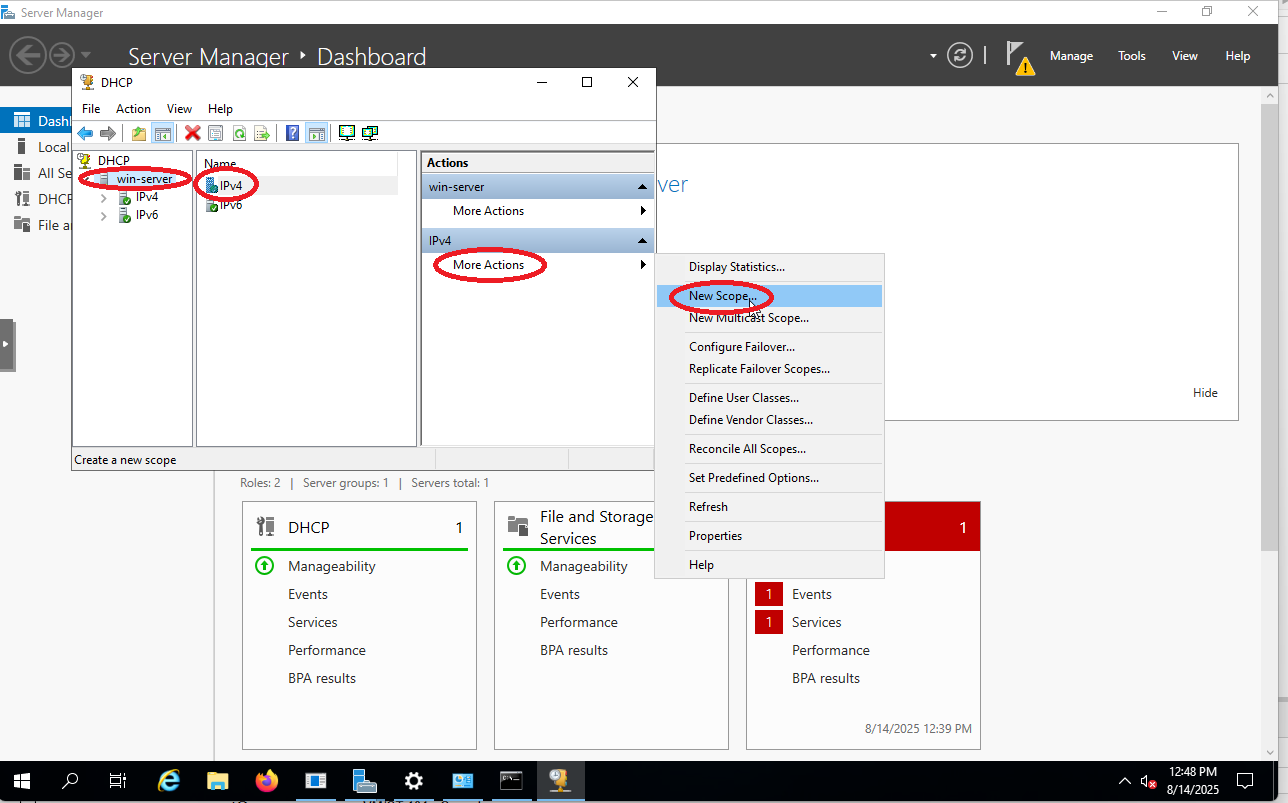 Server Manager
Server Manager ‣ Dashboard
Manage Tools View Help
DHCP
File Action View Help
Dash
Local
All Se
DHCP
File a
DHCP
win-server
IPv4
IPv6
Name
IPv4
IPv6
Actions
win-server
More Actions
IPv4
More Actions
ver
Display Statistics...
New Scope...
New Multicast Scope...
Configure Failover...
Replicate Failover Scopes...
Define User Classes...
Define Vendor Classes...
Reconcile All Scopes...
Set Predefined Options...
Refresh
Properties
Help
Hide
Create a new scope
Roles: 2 | Server groups: 1 | Servers total: 1
DHCP 1
Manageability
Events
Services
Performance
BPA results
File and Storage
Services
Manageability
Events
Performance
BPA results
1
1 Events
1 Services
Performance
BPA results
8/14/2025 12:39 PM
12:48 PM
8/14/2025